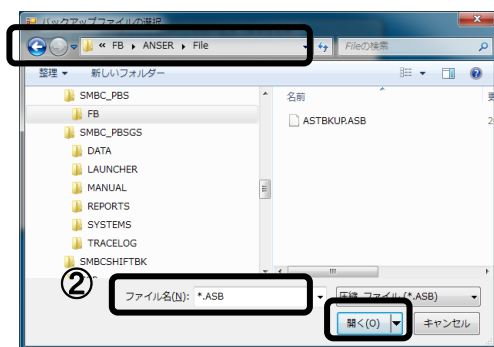 バックアップファイルの選択
« FB ▸ ANSER ▸ File
Fileの検索
整理 ▼ 新しいフォルダー
SMBC_PBS
FB
SMBC_PBSGS
DATA
LAUNCHER
MANUAL
REPORTS
SYSTEMS
TRACELOG
SMBCSHIFTBK
名前
ASTBKUP.ASB
②
ファイル名(N): *.ASB
圧縮 ファイル (*.ASB)
開く(O) キャンセル